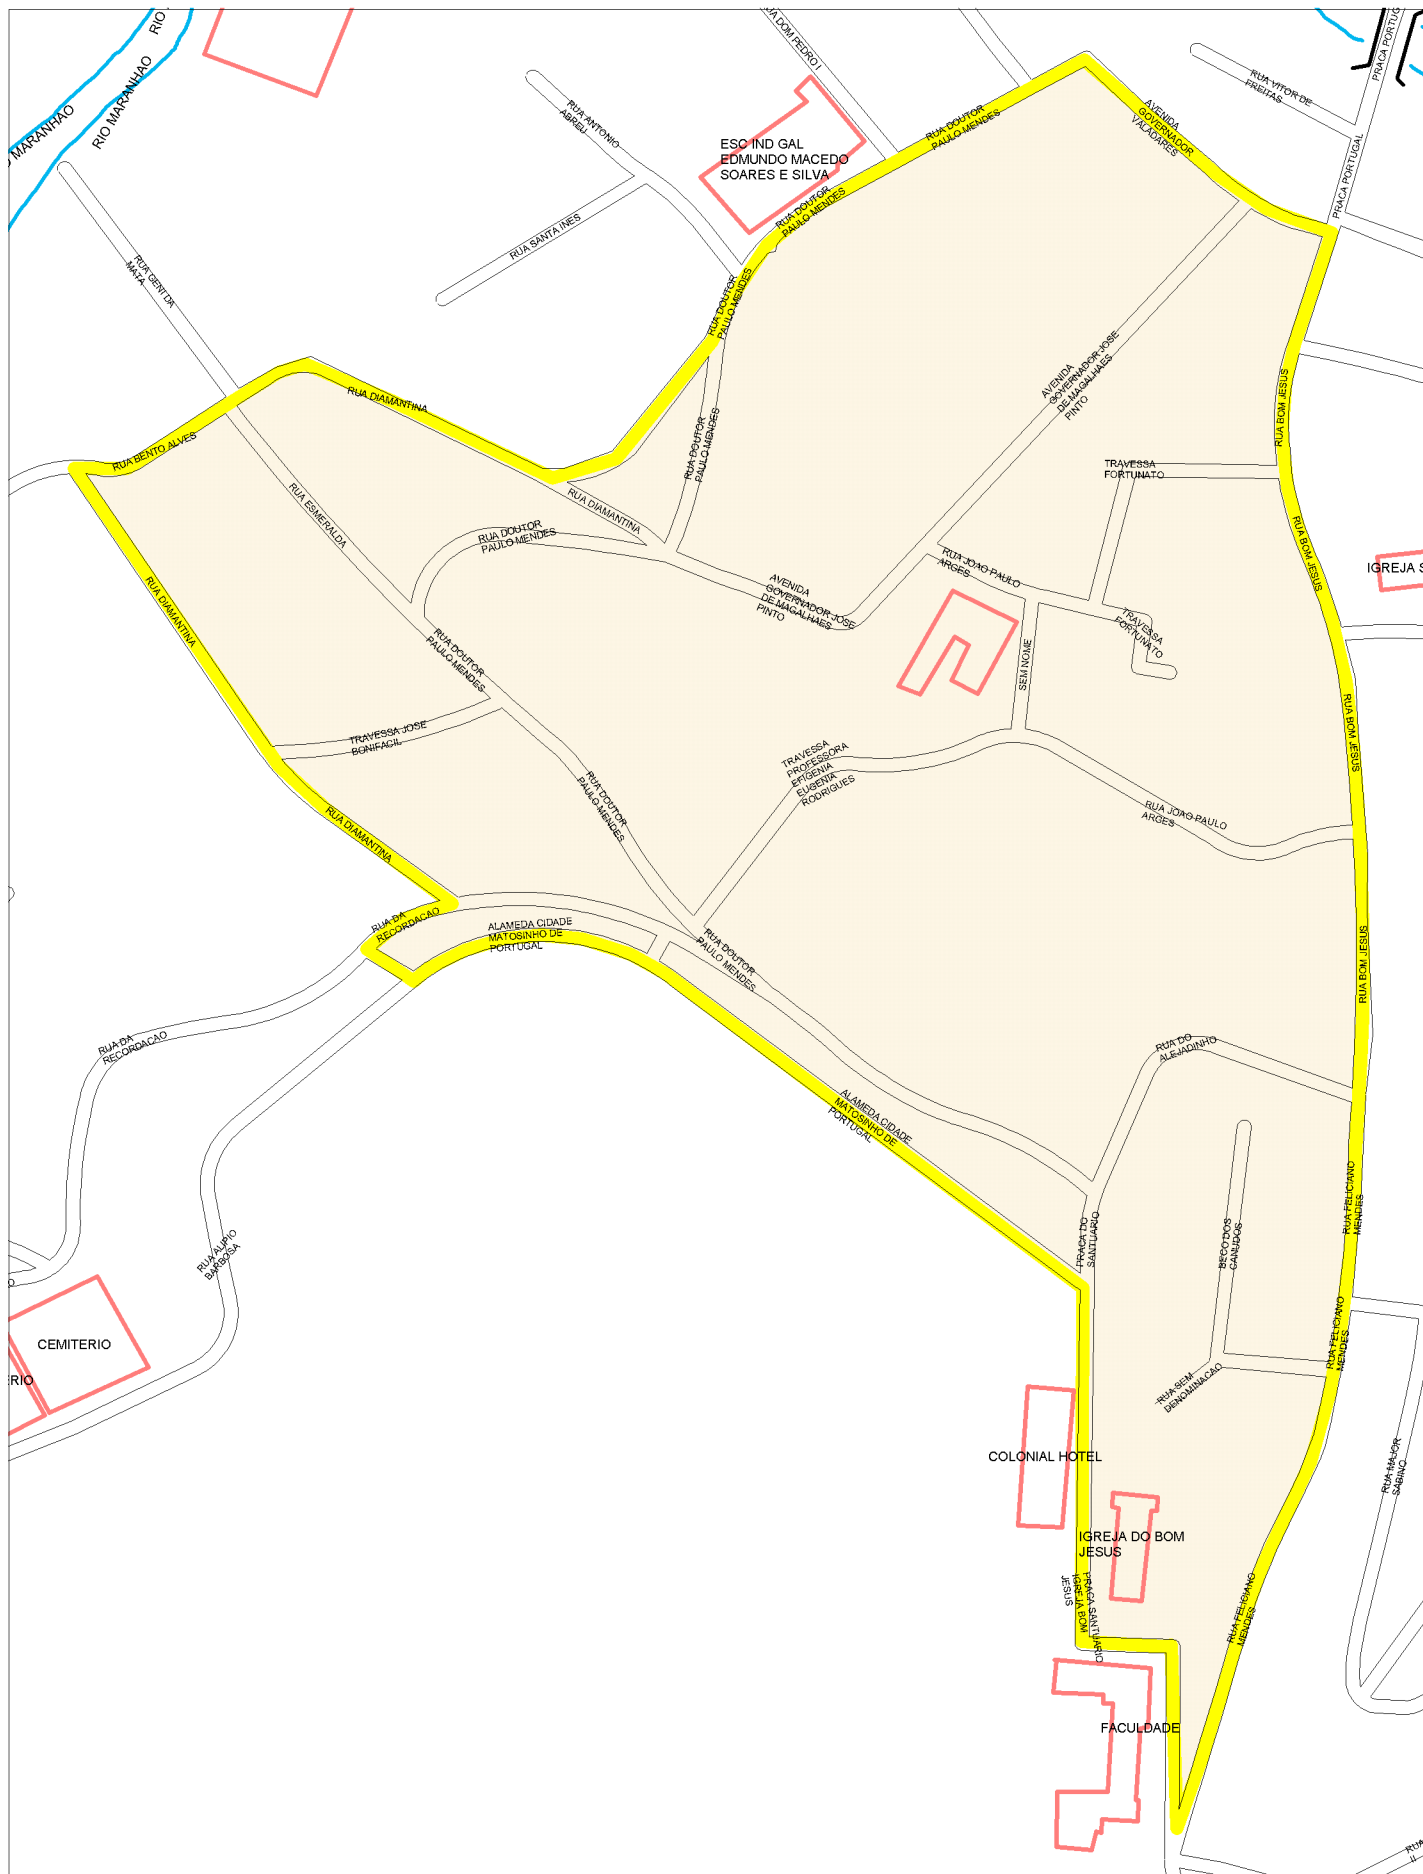 RIO
RIO MARANHAO
O MARANHAO
RUA DOM PEDRO I
PRACA PORTUG
RUA VITOR DE
FREITAS
PRACA PORTUGAL
AVENIDA
GOVERNADOR
VALADARES
RUA DOUTOR
PAULO MENDES
RUA ANTONIO
ABREU
ESC IND GAL
EDMUNDO MACEDO
SOARES E SILVA
RUA DOUTOR
PAULO MENDES
RUA SANTA INES
RUA GENI DA
MATA
RUA DOUTOR
PAULO MENDES
AVENIDA
GOVERNADOR JOSE
DE MAGALHAES
PINTO
RUA BOM JESUS
RUA DIAMANTINA
RUA BENTO ALVES
RUA DOUTOR
PAULO MENDES
TRAVESSA
FORTUNATO
RUA ESMERALDA
RUA DIAMANTINA
RUA DOUTOR
PAULO MENDES
RUA BOM JESUS
RUA JOAO PAULO
ARGES
IGREJA S
AVENIDA
GOVERNADOR JOSE
DE MAGALHAES
PINTO
RUA DIAMANTINA
TRAVESSA
FORTUNATO
RUA DOUTOR
PAULO MENDES
SEM NOME
RUA BOM JESUS
TRAVESSA JOSE
BONIFACIL
TRAVESSA
PROFESSORA
EFIGENIA
EUGENIA
RODRIGUES
RUA DOUTOR
PAULO MENDES
RUA JOAO PAULO
ARGES
RUA DIAMANTINA
RUA DA
RECORDACAO
ALAMEDA CIDADE
MATOSINHO DE
PORTUGAL
RUA DOUTOR
PAULO MENDES
RUA BOM JESUS
RUA DA
RECORDACAO
RUA DO
ALEJADINHO
ALAMEDA CIDADE
MATOSINHO DE
PORTUGAL
RUA FELICIANO
MENDES
PRACA DO
SANTUARIO
BECO DOS
CANUDOS
RUA ALIPIO
BARBOSA
O
CEMITERIO
ERIO
RUA FELICIANO
MENDES
RUA SEM
DENOMINACAO
COLONIAL HOTEL
RUA MAJOR
SABINO
IGREJA DO BOM
JESUS
PRACA SANTUARIO
IGREJA BOM
JESUS
RUA FELICIANO
MENDES
FACULDADE
RUA
II